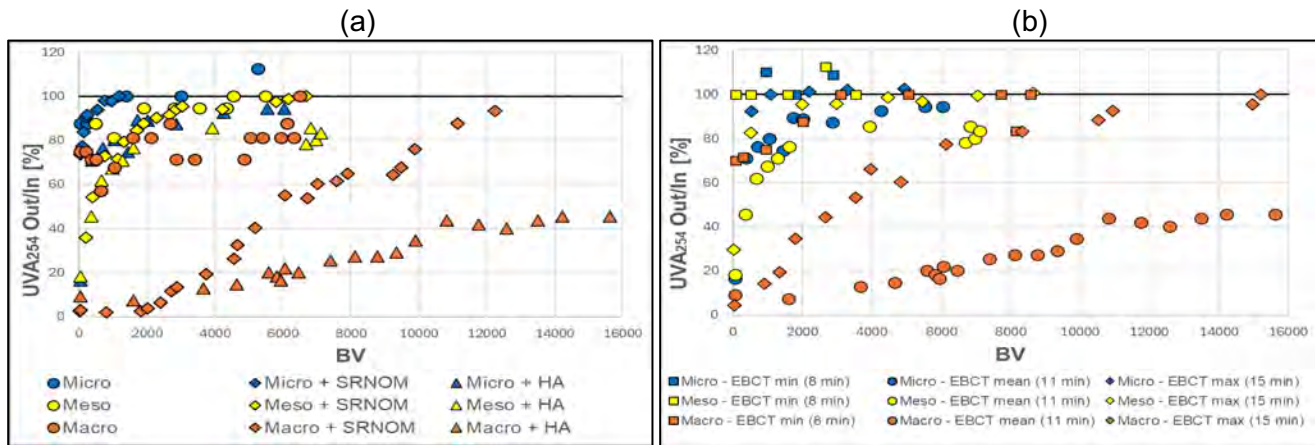 (a)
(b)
120
100
80
60
40
20
0
UVA254 Out/In [%]
0 2000 4000 6000 8000 10000 12000 14000 16000
BV
Micro Micro + SRNOM Micro + HA
Meso Meso + SRNOM Meso + HA
Macro Macro + SRNOM Macro + HA
120
100
80
60
40
20
0
UVA254 Out/In [%]
0 2000 4000 6000 8000 10000 12000 14000 16000
BV
Micro - EBCT min (8 min) Micro - EBCT mean (11 min) Micro - EBCT max (15 min)
Meso - EBCT min (8 min) Meso - EBCT mean (11 min) Meso - EBCT max (15 min)
Macro - EBCT min (8 min) Macro - EBCT mean (11 min) Macro - EBCT max (15 min)